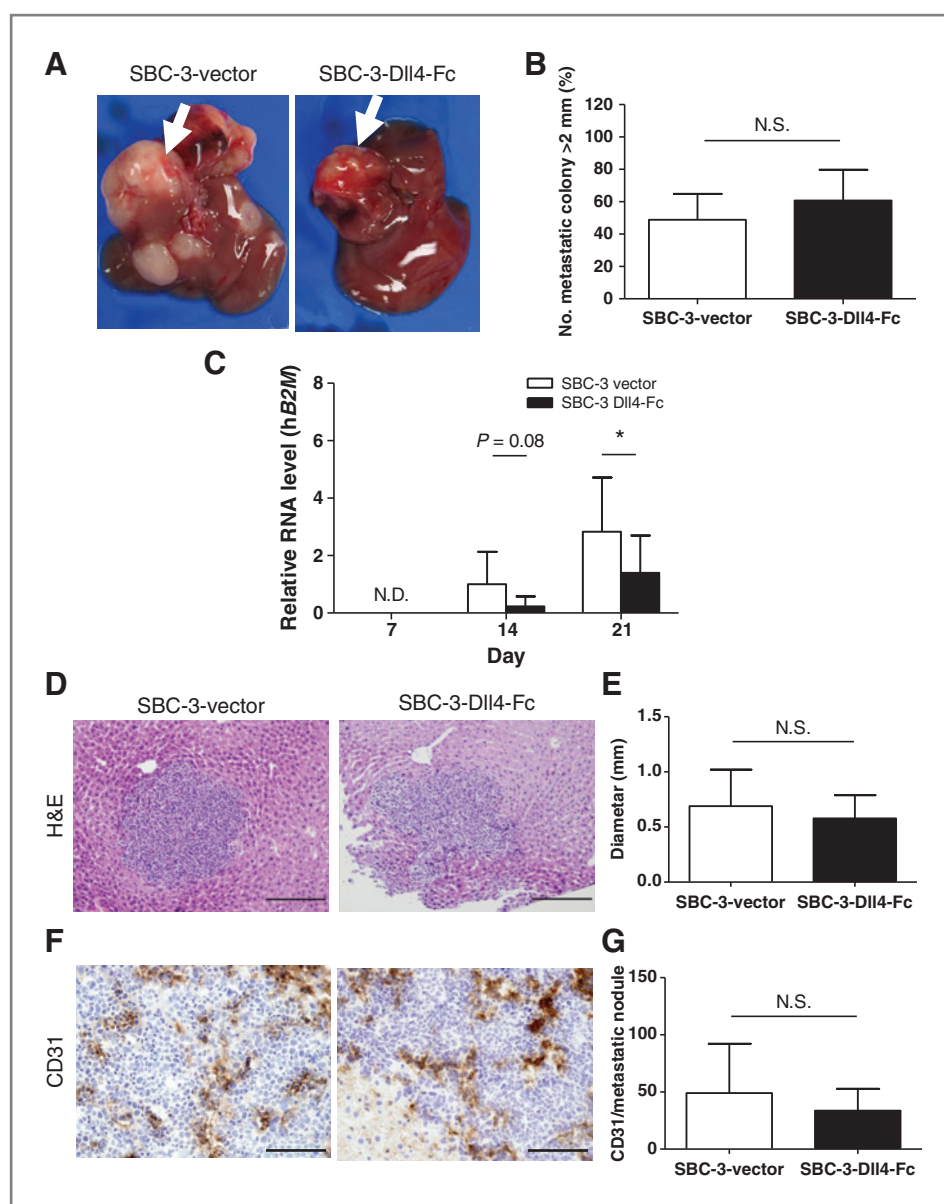 A
SBC-3-vector
SBC-3-Dll4-Fc
B
No. metastatic colony >2 mm (%)
120
100
80
60
40
20
0
N.S.
SBC-3-vector
SBC-3-Dll4-Fc
C
Relative RNA level (hB2M)
8
6
4
2
0
SBC-3 vector
SBC-3 Dll4-Fc
P = 0.08
*
N.D.
7
14
21
Day
D
SBC-3-vector
SBC-3-Dll4-Fc
H&E
E
Diametar (mm)
1.5
1.0
0.5
0.0
N.S.
SBC-3-vector
SBC-3-Dll4-Fc
F
CD31
G
CD31/metastatic nodule
150
100
50
0
N.S.
SBC-3-vector
SBC-3-Dll4-Fc